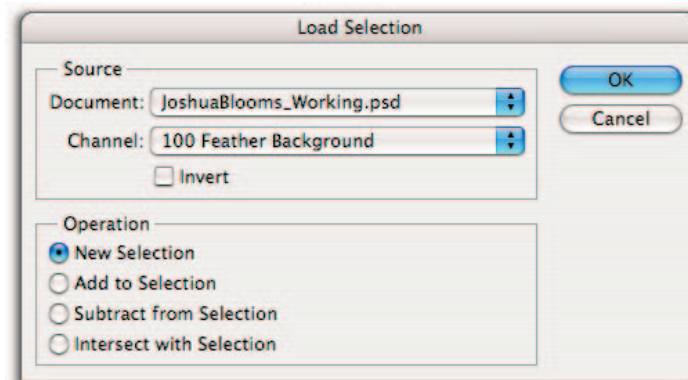 Load Selection
Source
Document: JoshuaBlooms_Working.psd
Channel: 100 Feather Background
Invert
OK
Cancel
Operation
New Selection
Add to Selection
Subtract from Selection
Intersect with Selection